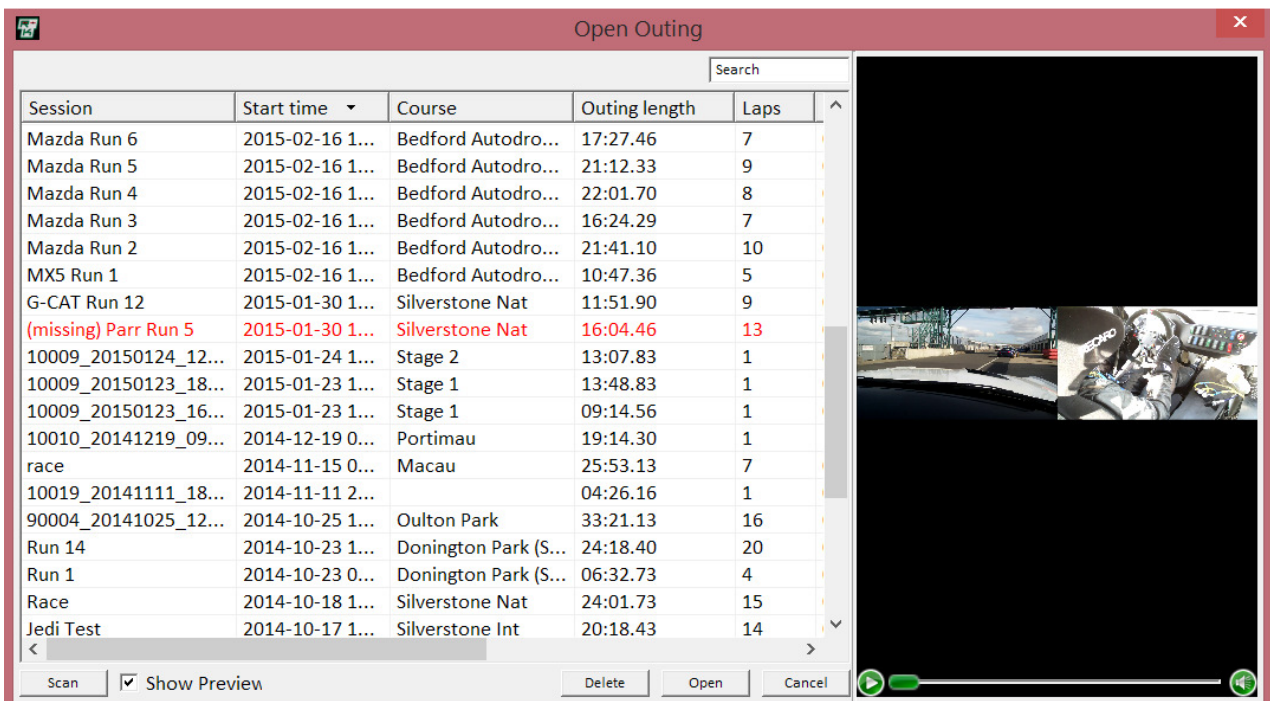 Open Outing
Search
Session Start time Course Outing length Laps
Mazda Run 6 2015-02-16 1... Bedford Autodro... 17:27.46 7
Mazda Run 5 2015-02-16 1... Bedford Autodro... 21:12.33 9
Mazda Run 4 2015-02-16 1... Bedford Autodro... 22:01.70 8
Mazda Run 3 2015-02-16 1... Bedford Autodro... 16:24.29 7
Mazda Run 2 2015-02-16 1... Bedford Autodro... 21:41.10 10
MX5 Run 1 2015-02-16 1... Bedford Autodro... 10:47.36 5
G-CAT Run 12 2015-01-30 1... Silverstone Nat 11:51.90 9
(missing) Parr Run 5 2015-01-30 1... Silverstone Nat 16:04.46 13
10009_20150124_12... 2015-01-24 1... Stage 2 13:07.83 1
10009_20150123_18... 2015-01-23 1... Stage 1 13:48.83 1
10009_20150123_16... 2015-01-23 1... Stage 1 09:14.56 1
10010_20141219_09... 2014-12-19 0... Portimau 19:14.30 1
race 2014-11-15 0... Macau 25:53.13 7
10019_20141111_18... 2014-11-11 2... 04:26.16 1
90004_20141025_12... 2014-10-25 1... Oulton Park 33:21.13 16
Run 14 2014-10-23 1... Donington Park (S... 24:18.40 20
Run 1 2014-10-23 0... Donington Park (S... 06:32.73 4
Race 2014-10-18 1... Silverstone Nat 24:01.73 15
Jedi Test 2014-10-17 1... Silverstone Int 20:18.43 14
Scan Show Preview Delete Open Cancel
RECARO